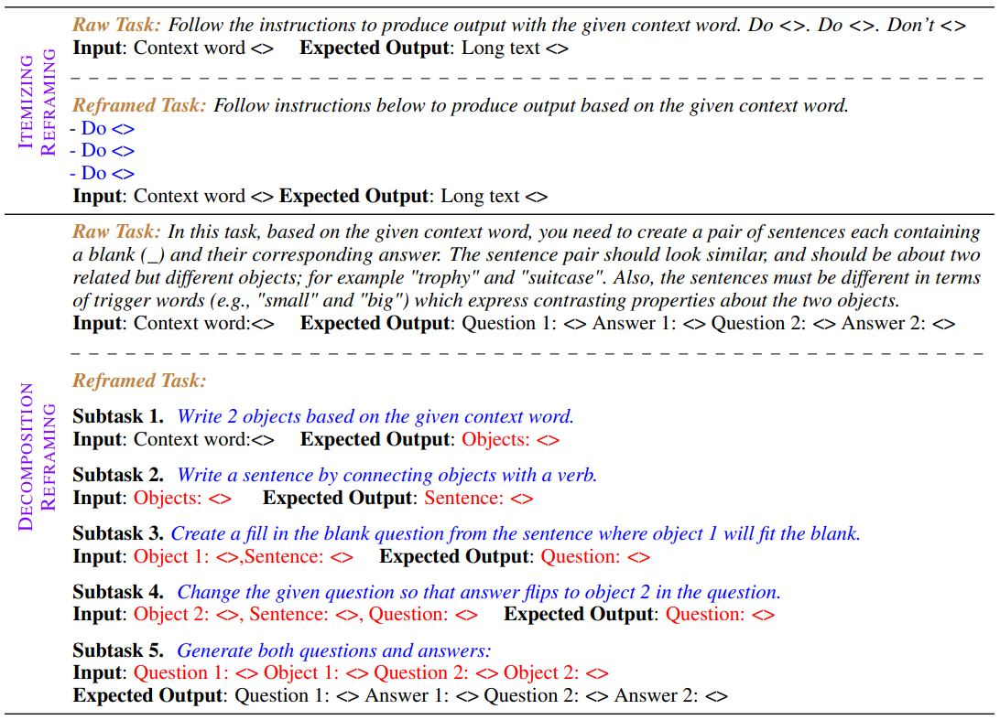 ITEMIZING
REFRAMING
Raw Task: Follow the instructions to produce output with the given context word. Do <>. Do <>. Don't <>
Input: Context word <> Expected Output: Long text <>
Reframed Task: Follow instructions below to produce output based on the given context word.
- Do <>
- Do <>
- Do <>
Input: Context word <> Expected Output: Long text <>
DECOMPOSITION
REFRAMING
Raw Task: In this task, based on the given context word, you need to create a pair of sentences each containing
a blank (_) and their corresponding answer. The sentence pair should look similar, and should be about two
related but different objects; for example "trophy" and "suitcase". Also, the sentences must be different in terms
of trigger words (e.g., "small" and "big") which express contrasting properties about the two objects.
Input: Context word:<> Expected Output: Question 1: <> Answer 1: <> Question 2: <> Answer 2: <>
Reframed Task:
Subtask 1. Write 2 objects based on the given context word.
Input: Context word:<> Expected Output: Objects: <>
Subtask 2. Write a sentence by connecting objects with a verb.
Input: Objects: <> Expected Output: Sentence: <>
Subtask 3. Create a fill in the blank question from the sentence where object 1 will fit the blank.
Input: Object 1: <>,Sentence: <> Expected Output: Question: <>
Subtask 4. Change the given question so that answer flips to object 2 in the question.
Input: Object 2: <>, Sentence: <>, Question: <> Expected Output: Question: <>
Subtask 5. Generate both questions and answers:
Input: Question 1: <> Object 1: <> Question 2: <> Object 2: <>
Expected Output: Question 1: <> Answer 1: <> Question 2: <> Answer 2: <>